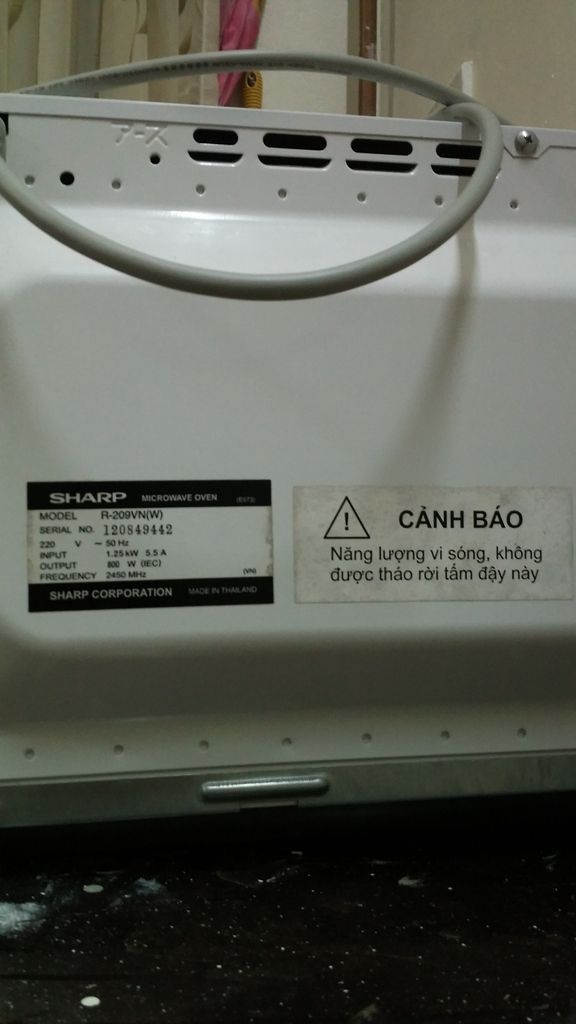 アース
SHARP MICROWAVE OVEN (E573)
MODEL R-209VN(W)
SERIAL NO. 120849442
220 V ~ 50 Hz
INPUT 1.25 kW 5.5 A
OUTPUT 800 W (IEC)
FREQUENCY 2450 MHz (VN)
SHARP CORPORATION MADE IN THAILAND
CẢNH BÁO
Năng lượng vi sóng, không
được tháo rời tấm đậy này